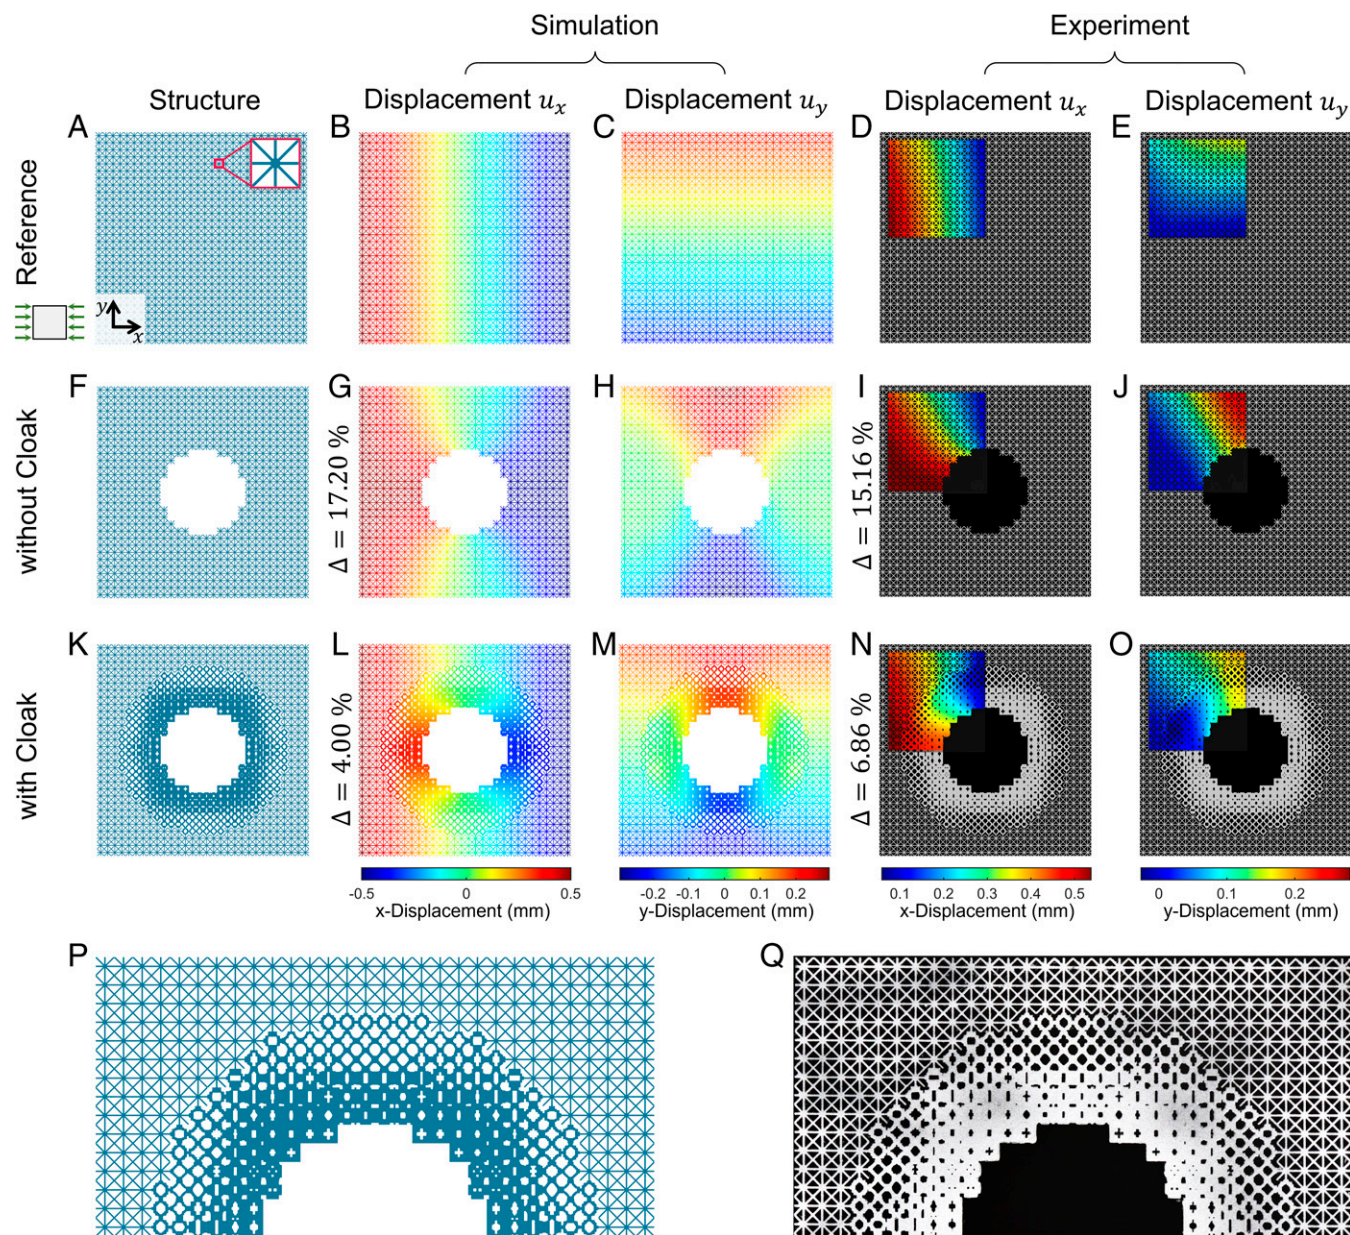 Simulation Experiment
Structure Displacement u_x Displacement u_y Displacement u_x Displacement u_y
A B C D E
Reference
y
x
F G H I J
without Cloak
Δ = 17.20 %
Δ = 15.16 %
K L M N O
with Cloak
Δ = 4.00 %
Δ = 6.86 %
-0.5 0 0.5 -0.2 -0.1 0 0.1 0.2 0.1 0.2 0.3 0.4 0.5 0 0.1 0.2
x-Displacement (mm) y-Displacement (mm) x-Displacement (mm) y-Displacement (mm)
P Q